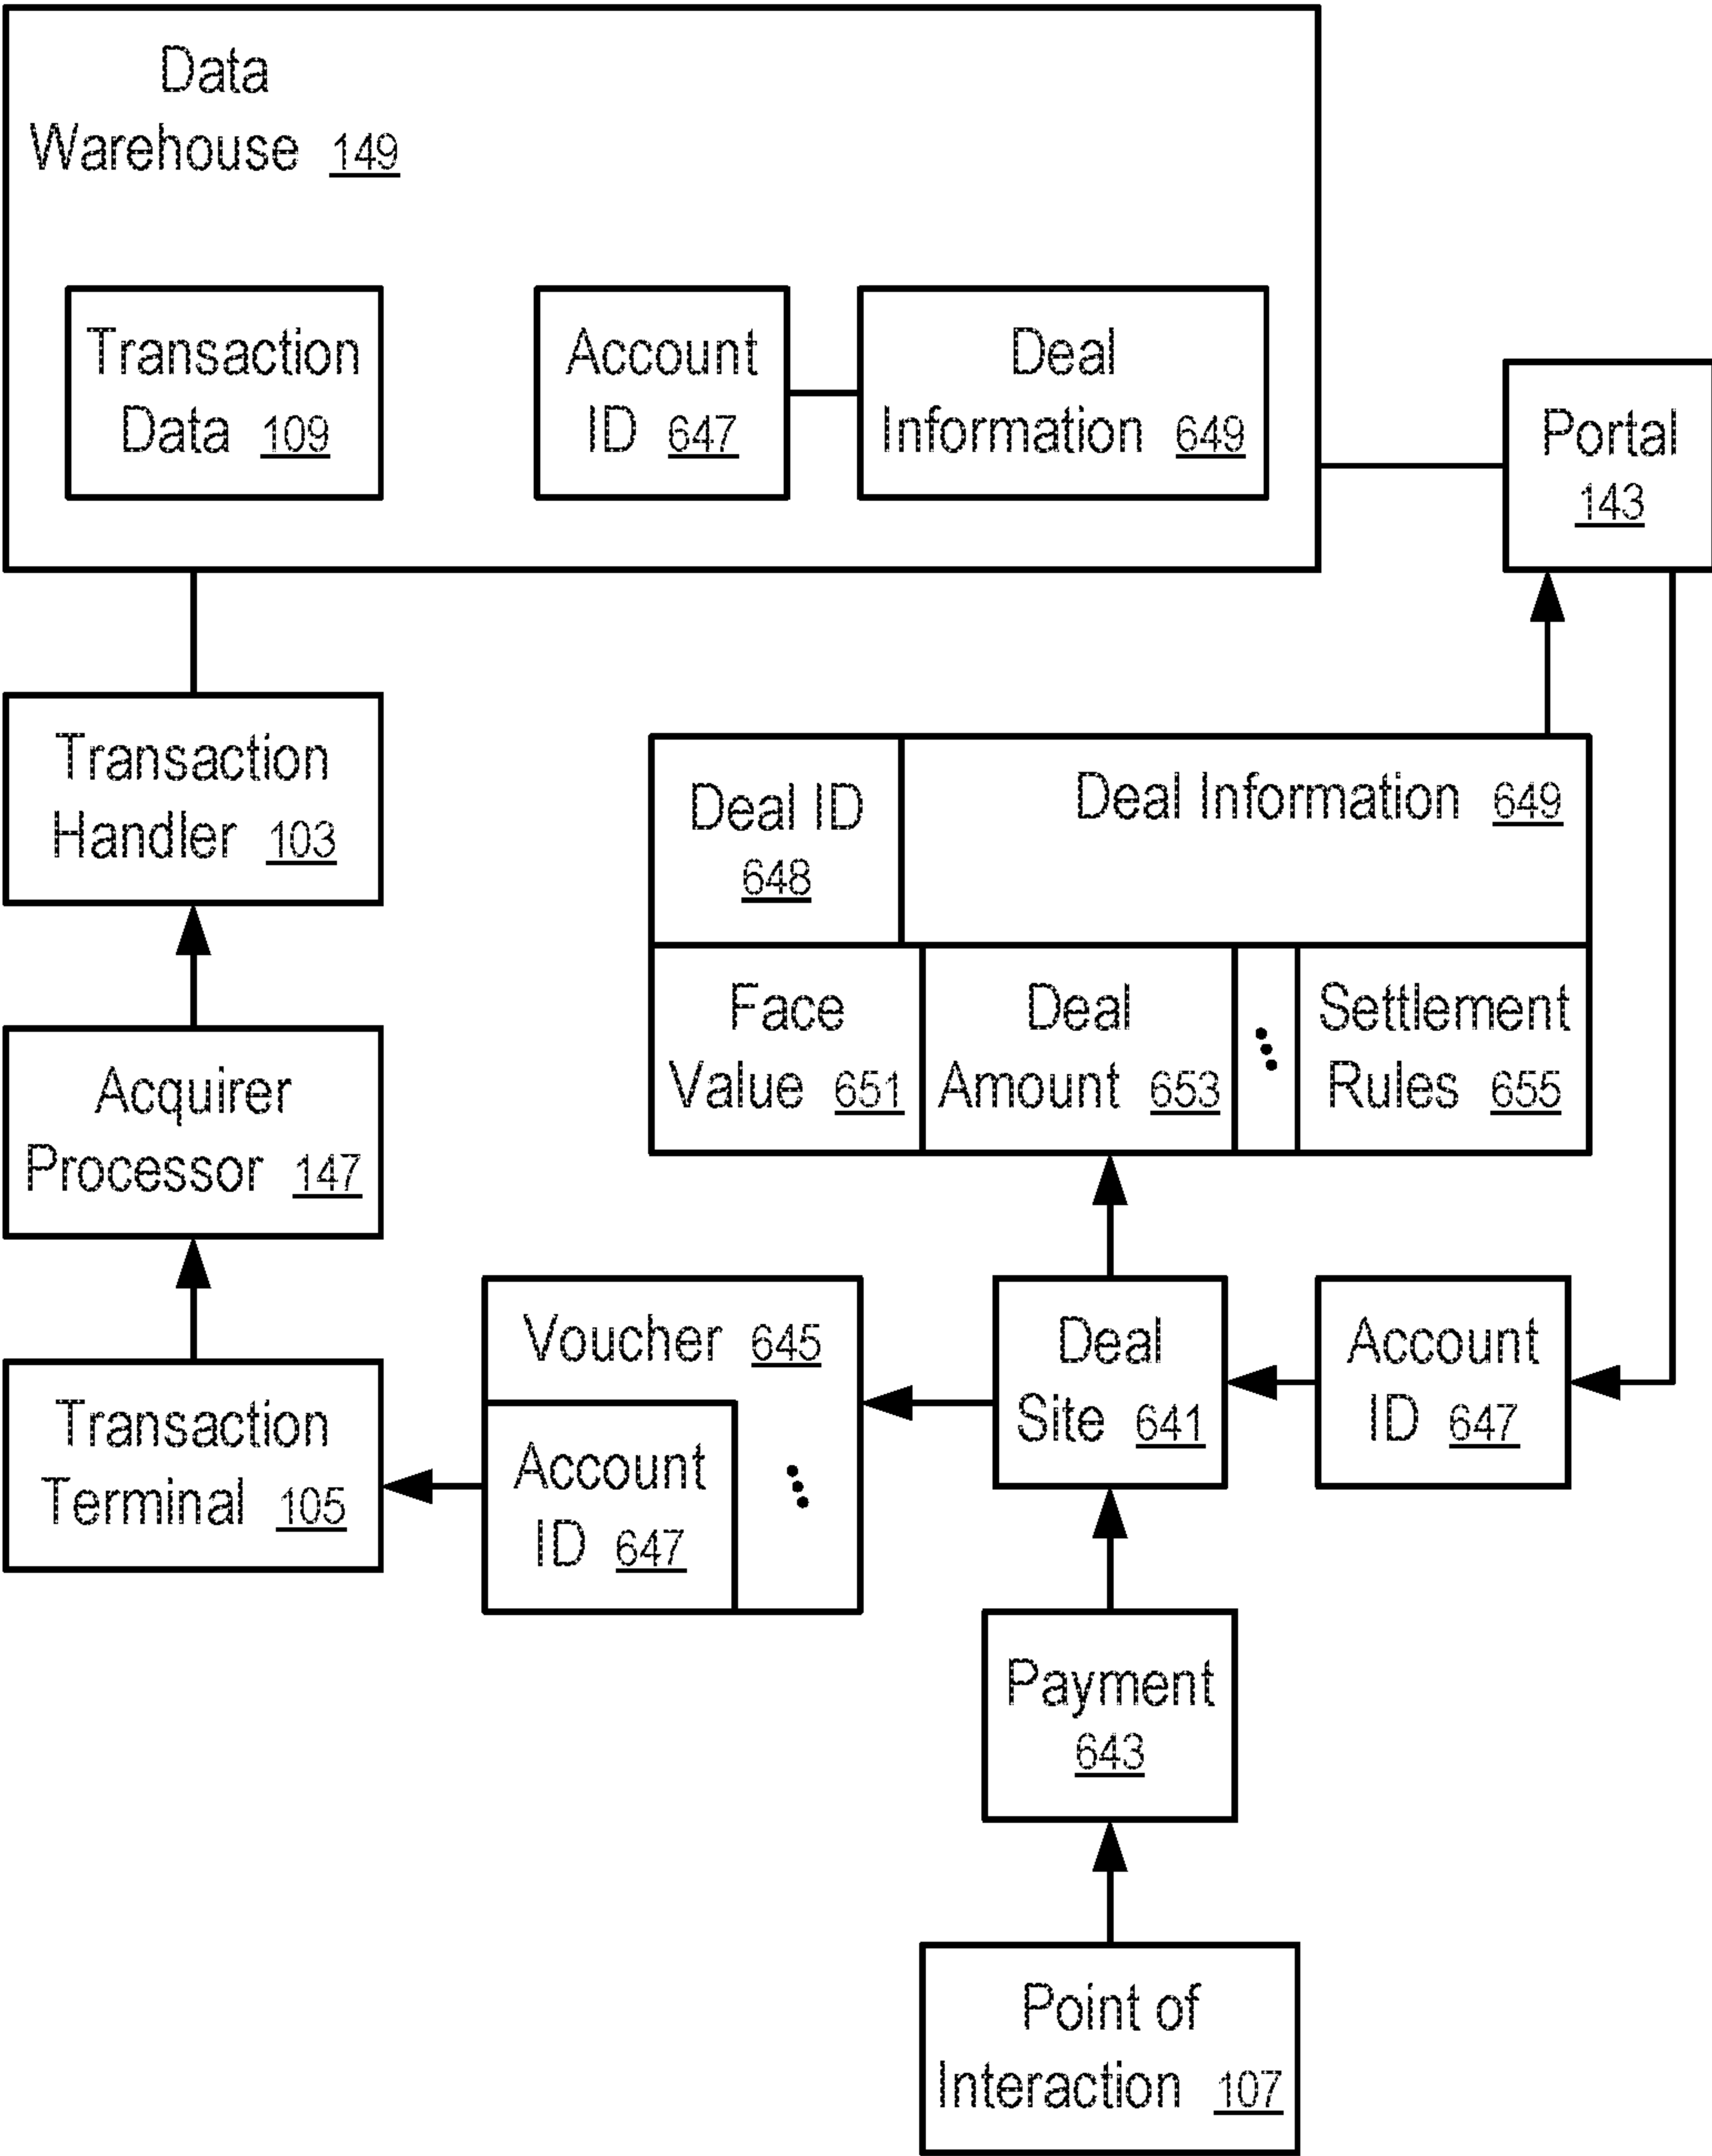 Data
Warehouse 149
Transaction
Data 109
Account
ID 647
Deal
Information 649
Portal
143
Transaction
Handler 103
Deal ID
648
Deal Information 649
Face
Value 651
Deal
Amount 653
Settlement
Rules 655
Acquirer
Processor 147
Voucher 645
Account
ID 647
Deal
Site 641
Account
ID 647
Transaction
Terminal 105
Payment
643
Point of
Interaction 107